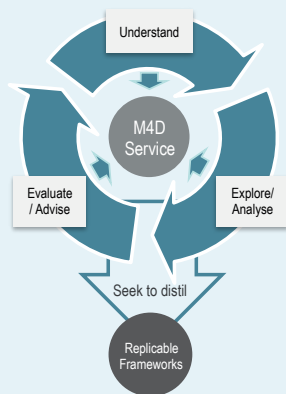 Understand
M4D
Service
Evaluate
/ Advise
Explore/
Analyse
Seek to distil
Replicable
Frameworks